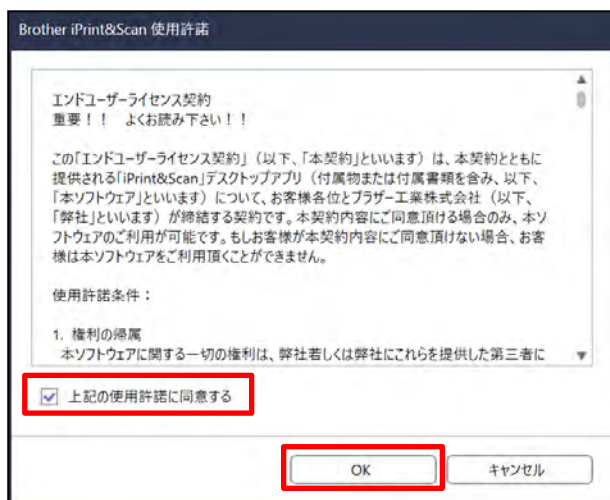 Brother iPrint&Scan 使用許諾
エンドユーザーライセンス契約
重要！！　よくお読み下さい！！
この「エンドユーザーライセンス契約」（以下、「本契約」といいます）は、本契約とともに
提供される「iPrint&Scan」デスクトップアプリ（付属物または付属書類を含み、以下、
「本ソフトウェア」といいます）について、お客様各位とブラザー工業株式会社（以下、
「弊社」といいます）が締結する契約です。本契約内容にご同意頂ける場合のみ、本ソ
フトウェアのご利用が可能です。もしお客様が本契約内容にご同意頂けない場合、お客
様は本ソフトウェアをご利用頂くことができません。
使用許諾条件：
1. 権利の帰属
本ソフトウェアに関する一切の権利は、弊社若しくは弊社にこれらを提供した第三者に
上記の使用許諾に同意する
OK
キャンセル